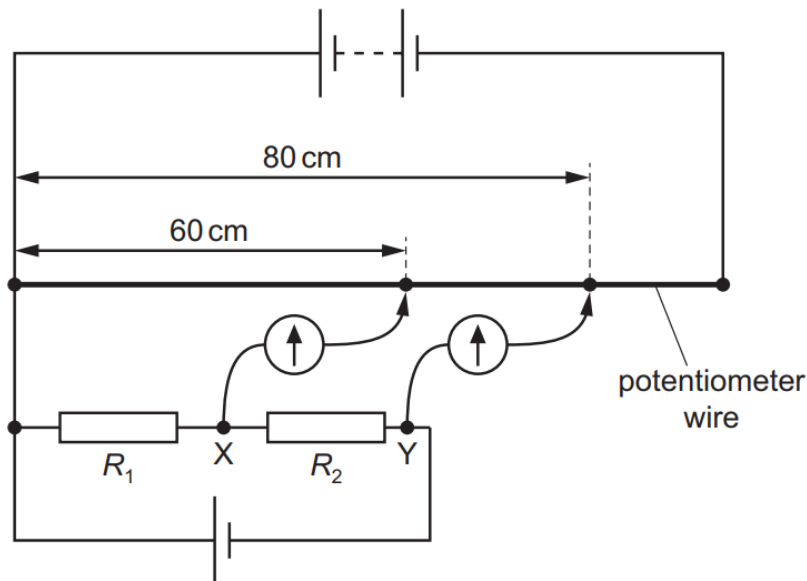 80 cm
60 cm
potentiometer
wire
X
Y
R₁
R₂